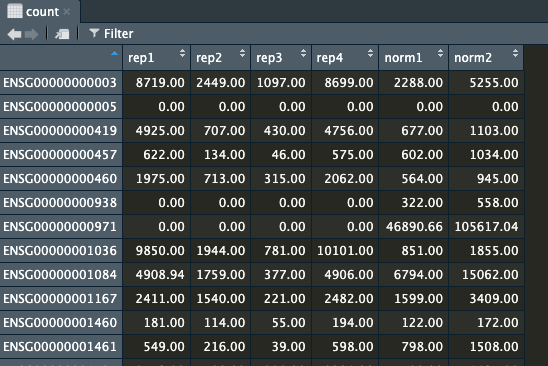 count
Filter
rep1 rep2 rep3 rep4 norm1 norm2
ENSG00000000003 8719.00 2449.00 1097.00 8699.00 2288.00 5255.00
ENSG00000000005 0.00 0.00 0.00 0.00 0.00 0.00
ENSG00000000419 4925.00 707.00 430.00 4756.00 677.00 1103.00
ENSG00000000457 622.00 134.00 46.00 575.00 602.00 1034.00
ENSG00000000460 1975.00 713.00 315.00 2062.00 564.00 945.00
ENSG00000000938 0.00 0.00 0.00 0.00 322.00 558.00
ENSG00000000971 0.00 0.00 0.00 0.00 46890.66 105617.04
ENSG00000001036 9850.00 1944.00 781.00 10101.00 851.00 1855.00
ENSG00000001084 4908.94 1759.00 377.00 4906.00 6794.00 15062.00
ENSG00000001167 2411.00 1540.00 221.00 2482.00 1599.00 3409.00
ENSG00000001460 181.00 114.00 55.00 194.00 122.00 172.00
ENSG00000001461 549.00 216.00 39.00 598.00 798.00 1508.00